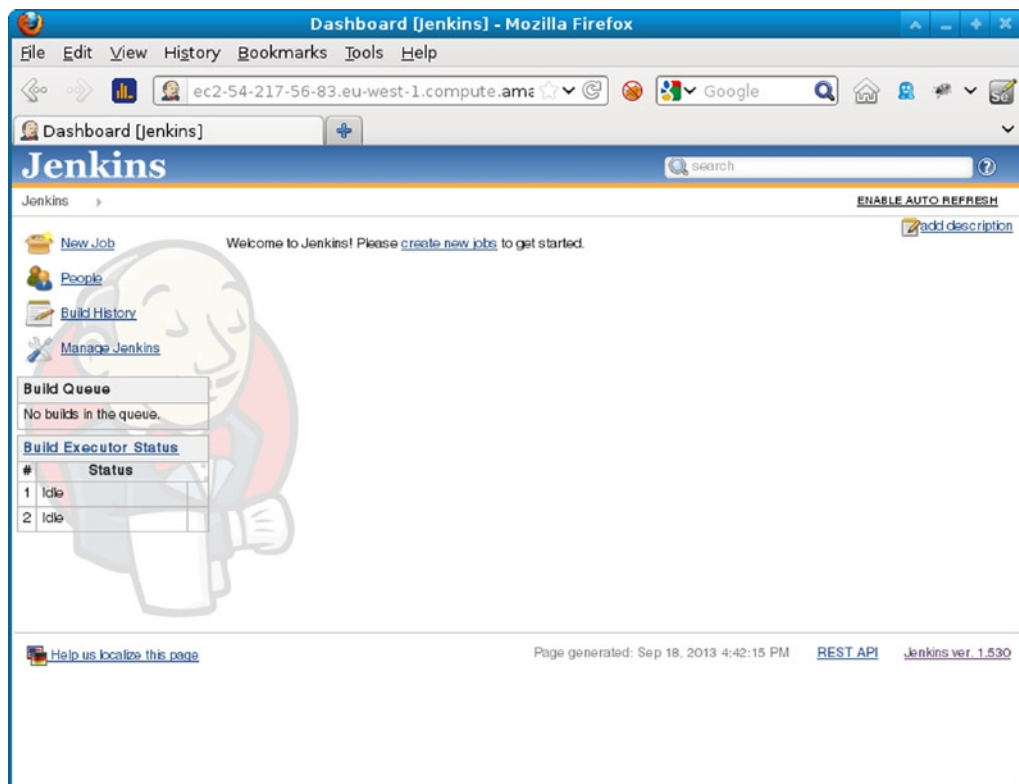 Dashboard [Jenkins] - Mozilla Firefox
File Edit View History Bookmarks Tools Help
ec2-54-217-56-83.eu-west-1.compute.ama Google
Dashboard [Jenkins]
Jenkins search
Jenkins ENABLE AUTO REFRESH
add description
New Job Welcome to Jenkins! Please create new jobs to get started.
People
Build History
Manage Jenkins
Build Queue
No builds in the queue.
Build Executor Status
# Status
1 Idle
2 Idle
Help us localize this page Page generated: Sep 18, 2013 4:42:15 PM REST API Jenkins ver. 1.530